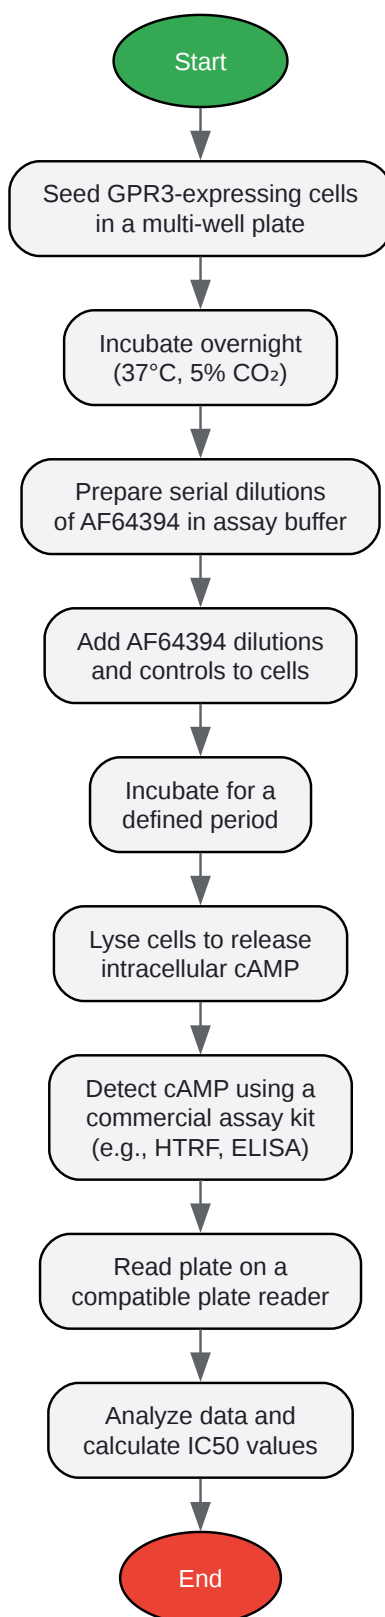 Start
Seed GPR3-expressing cells
in a multi-well plate
Incubate overnight
(37°C, 5% CO₂)
Prepare serial dilutions
of AF64394 in assay buffer
Add AF64394 dilutions
and controls to cells
Incubate for a
defined period
Lyse cells to release
intracellular cAMP
Detect cAMP using a
commercial assay kit
(e.g., HTRF, ELISA)
Read plate on a
compatible plate reader
Analyze data and
calculate IC50 values
End